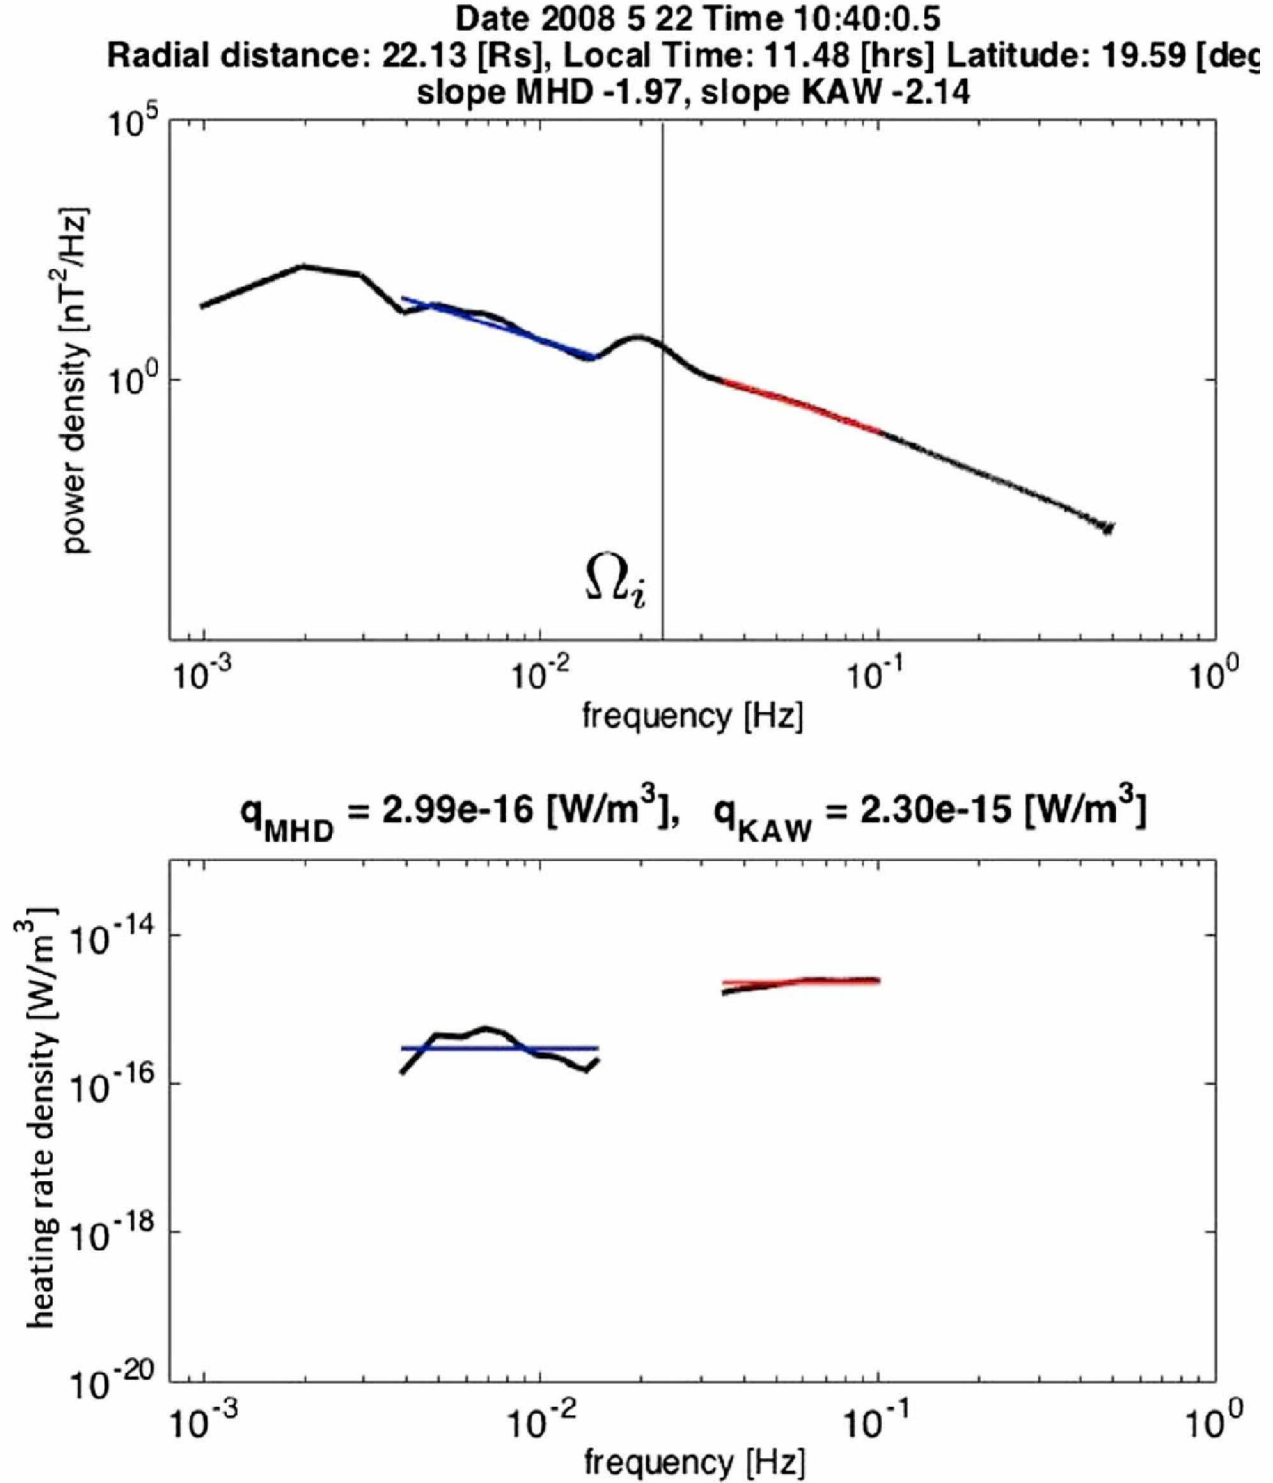 Date 2008 5 22 Time 10:40:0.5
Radial distance: 22.13 [Rs], Local Time: 11.48 [hrs] Latitude: 19.59 [deg
slope MHD -1.97, slope KAW -2.14
10^5
10^0
power density [nT^2/Hz]
Ω_i
10^-3 10^-2 10^-1 10^0
frequency [Hz]
q_MHD = 2.99e-16 [W/m^3], q_KAW = 2.30e-15 [W/m^3]
10^-14
10^-16
10^-18
10^-20
heating rate density [W/m^3]
10^-3 10^-2 10^-1 10^0
frequency [Hz]